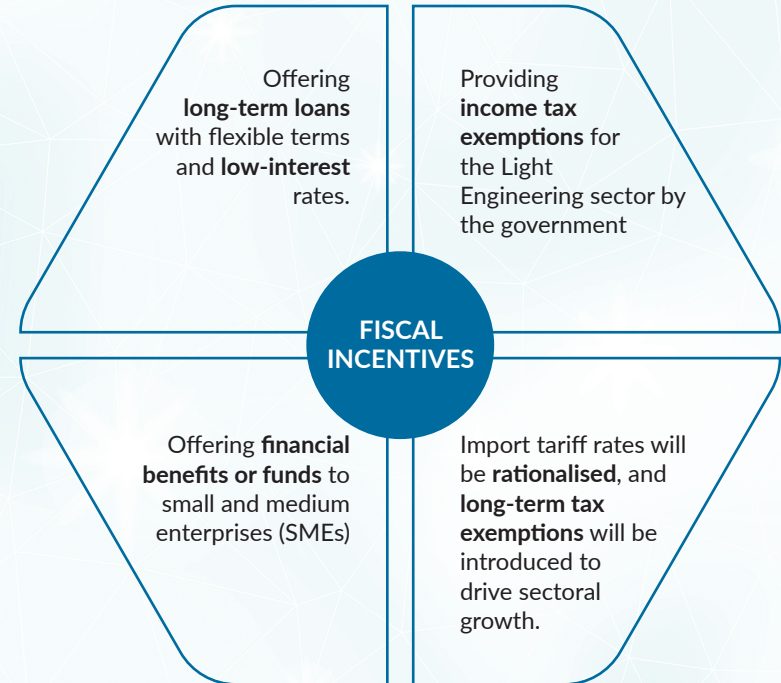 Offering
long-term loans
with flexible terms
and low-interest
rates.
Providing
income tax
exemptions for
the Light
Engineering sector by
the government
FISCAL
INCENTIVES
Offering financial
benefits or funds to
small and medium
enterprises (SMEs)
Import tariff rates will
be rationalised, and
long-term tax
exemptions will be
introduced to
drive sectoral
growth.